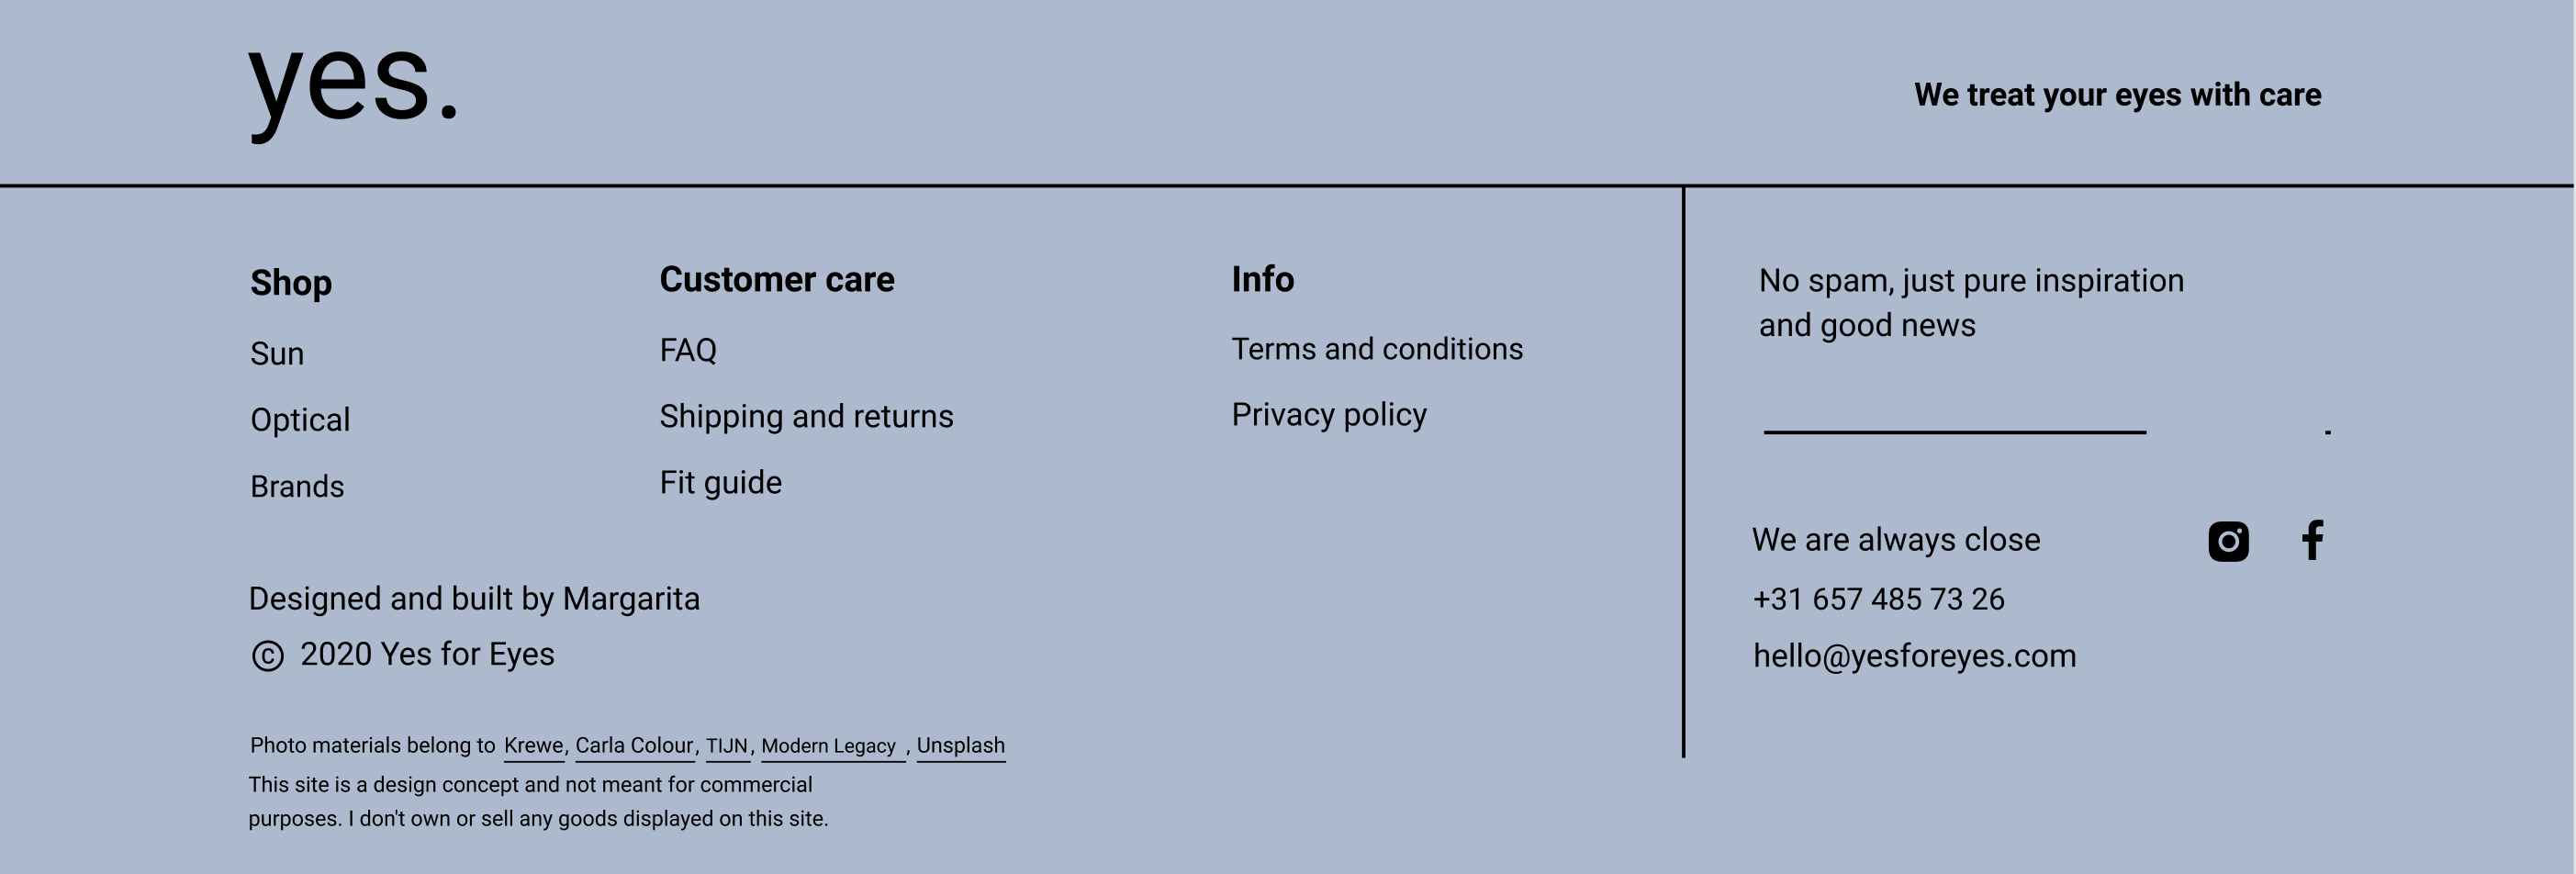 yes.
We treat your eyes with care
Shop
Sun
Optical
Brands
Customer care
FAQ
Shipping and returns
Fit guide
Info
Terms and conditions
Privacy policy
No spam, just pure inspiration
and good news
We are always close
+31 657 485 73 26
hello@yesforeyes.com
Designed and built by Margarita
© 2020 Yes for Eyes
Photo materials belong to Krewe, Carla Colour, TIJN, Modern Legacy , Unsplash
This site is a design concept and not meant for commercial
purposes. I don't own or sell any goods displayed on this site.